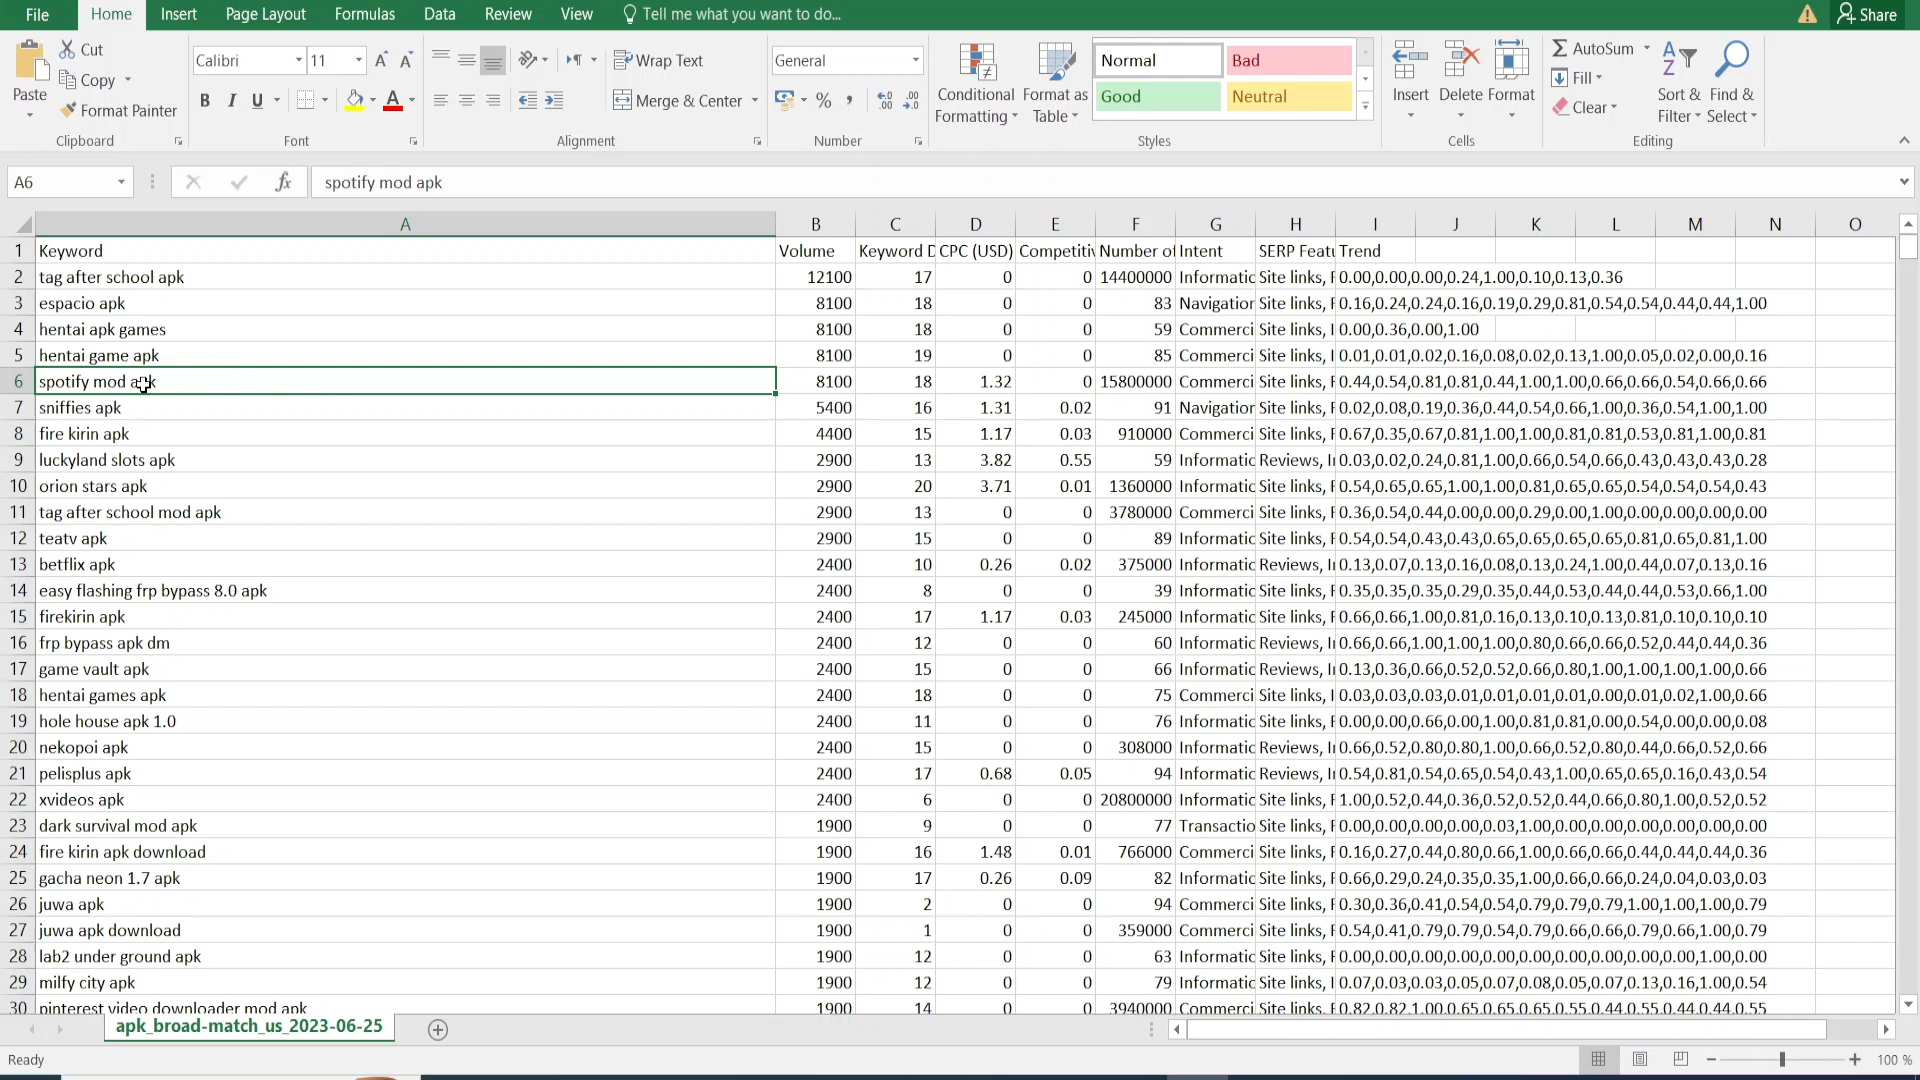 File Home Insert Page Layout Formulas Data Review View Tell me what you want to do... Share
Paste Cut Copy Format Painter
Clipboard
Calibri 11
B I U A
Font
Wrap Text
Merge & Center
Alignment
General
%
Number
Conditional Formatting Format as Table
Normal Bad
Good Neutral
Styles
Insert Delete Format
Cells
AutoSum
Fill
Clear
Sort & Filter Find & Select
Editing
A6 fx spotify mod apk
A B C D E F G H I J K L M N O
1 Keyword Volume Keyword D CPC (USD) Competitiv Number of Intent SERP Featu Trend
2 tag after school apk 12100 17 0 0 14400000 Informatic Site links, F 0.00,0.00,0.00,0.24,1.00,0.10,0.13,0.36
3 espacio apk 8100 18 0 0 83 Navigation Site links, F 0.16,0.24,0.24,0.16,0.19,0.29,0.81,0.54,0.54,0.44,0.44,1.00
4 hentai apk games 8100 18 0 0 59 Commerci Site links, I 0.00,0.36,0.00,1.00
5 hentai game apk 8100 19 0 0 85 Commerci Site links, I 0.01,0.01,0.02,0.16,0.08,0.02,0.13,1.00,0.05,0.02,0.00,0.16
6 spotify mod apk 8100 18 1.32 0 15800000 Commerci Site links, F 0.44,0.54,0.81,0.81,0.44,1.00,1.00,0.66,0.66,0.54,0.66,0.66
7 sniffies apk 5400 16 1.31 0.02 91 Navigation Site links, F 0.02,0.08,0.19,0.36,0.44,0.54,0.66,1.00,0.36,0.54,1.00,1.00
8 fire kirin apk 4400 15 1.17 0.03 910000 Commerci Site links, F 0.67,0.35,0.67,0.81,1.00,1.00,0.81,0.81,0.53,0.81,1.00,0.81
9 luckyland slots apk 2900 13 3.82 0.55 59 Informatic Reviews, Ir 0.03,0.02,0.24,0.81,1.00,0.66,0.54,0.66,0.43,0.43,0.43,0.28
10 orion stars apk 2900 20 3.71 0.01 1360000 Informatic Site links, F 0.54,0.65,0.65,1.00,1.00,0.81,0.65,0.65,0.54,0.54,0.54,0.43
11 tag after school mod apk 2900 13 0 0 3780000 Commerci Site links, F 0.36,0.54,0.44,0.00,0.00,0.29,0.00,1.00,0.00,0.00,0.00,0.00
12 teatv apk 2900 15 0 0 89 Informatic Site links, F 0.54,0.54,0.43,0.43,0.65,0.65,0.65,0.65,0.81,0.65,0.81,1.00
13 betflix apk 2400 10 0.26 0.02 375000 Informatic Reviews, Ir 0.13,0.07,0.13,0.16,0.08,0.13,0.24,1.00,0.44,0.07,0.13,0.16
14 easy flashing frp bypass 8.0 apk 2400 8 0 0 39 Informatic Site links, F 0.35,0.35,0.35,0.29,0.35,0.44,0.53,0.44,0.44,0.53,0.66,1.00
15 firekirin apk 2400 17 1.17 0.03 245000 Informatic Site links, F 0.66,0.66,1.00,0.81,0.16,0.13,0.10,0.13,0.81,0.10,0.10,0.10
16 frp bypass apk dm 2400 12 0 0 60 Informatic Reviews, Ir 0.66,0.66,1.00,1.00,1.00,0.80,0.66,0.66,0.52,0.44,0.44,0.36
17 game vault apk 2400 15 0 0 66 Informatic Reviews, Ir 0.13,0.36,0.66,0.52,0.52,0.66,0.80,1.00,1.00,1.00,1.00,0.66
18 hentai games apk 2400 18 0 0 75 Commerci Site links, I 0.03,0.03,0.03,0.01,0.01,0.01,0.01,0.00,0.01,0.02,1.00,0.66
19 hole house apk 1.0 2400 11 0 0 76 Informatic Site links, F 0.00,0.00,0.66,0.00,1.00,0.81,0.81,0.00,0.54,0.00,0.00,0.08
20 nekopoi apk 2400 15 0 0 308000 Informatic Reviews, Ir 0.66,0.52,0.80,0.80,1.00,0.66,0.52,0.80,0.44,0.66,0.52,0.66
21 pelisplus apk 2400 17 0.68 0.05 94 Informatic Reviews, Ir 0.54,0.81,0.54,0.65,0.54,0.43,1.00,0.65,0.65,0.16,0.43,0.54
22 xvideos apk 2400 6 0 0 20800000 Informatic Site links, F 1.00,0.52,0.44,0.36,0.52,0.52,0.44,0.66,0.80,1.00,0.52,0.52
23 dark survival mod apk 1900 9 0 0 77 Transactio Site links, F 0.00,0.00,0.00,0.00,0.03,1.00,0.00,0.00,0.00,0.00,0.00,0.00
24 fire kirin apk download 1900 16 1.48 0.01 766000 Commerci Site links, F 0.16,0.27,0.44,0.80,0.66,1.00,0.66,0.66,0.44,0.44,0.44,0.36
25 gacha neon 1.7 apk 1900 17 0.26 0.09 82 Informatic Site links, F 0.66,0.29,0.24,0.35,0.35,1.00,0.66,0.66,0.24,0.04,0.03,0.03
26 juwa apk 1900 2 0 0 94 Commerci Site links, F 0.30,0.36,0.41,0.54,0.54,0.79,0.79,0.79,1.00,1.00,1.00,0.79
27 juwa apk download 1900 1 0 0 359000 Commerci Site links, F 0.54,0.41,0.79,0.79,0.54,0.79,0.66,0.66,0.79,0.66,1.00,0.79
28 lab2 under ground apk 1900 12 0 0 63 Informatic Site links, F 0.00,0.00,0.00,0.00,0.00,0.00,0.00,0.00,0.00,1.00,0.00
29 milfy city apk 1900 12 0 0 79 Informatic Site links, I 0.07,0.03,0.03,0.05,0.07,0.08,0.05,0.07,0.13,0.16,1.00,0.54
30 pinterest video downloader mod apk 1900 14 0 0 3940000 Commerci Site links, F 0.82,0.82,1.00,0.65,0.65,0.65,0.65,0.55,0.44,0.55,0.44,0.55
apk_broad-match_us_2023-06-25
Ready 100 %